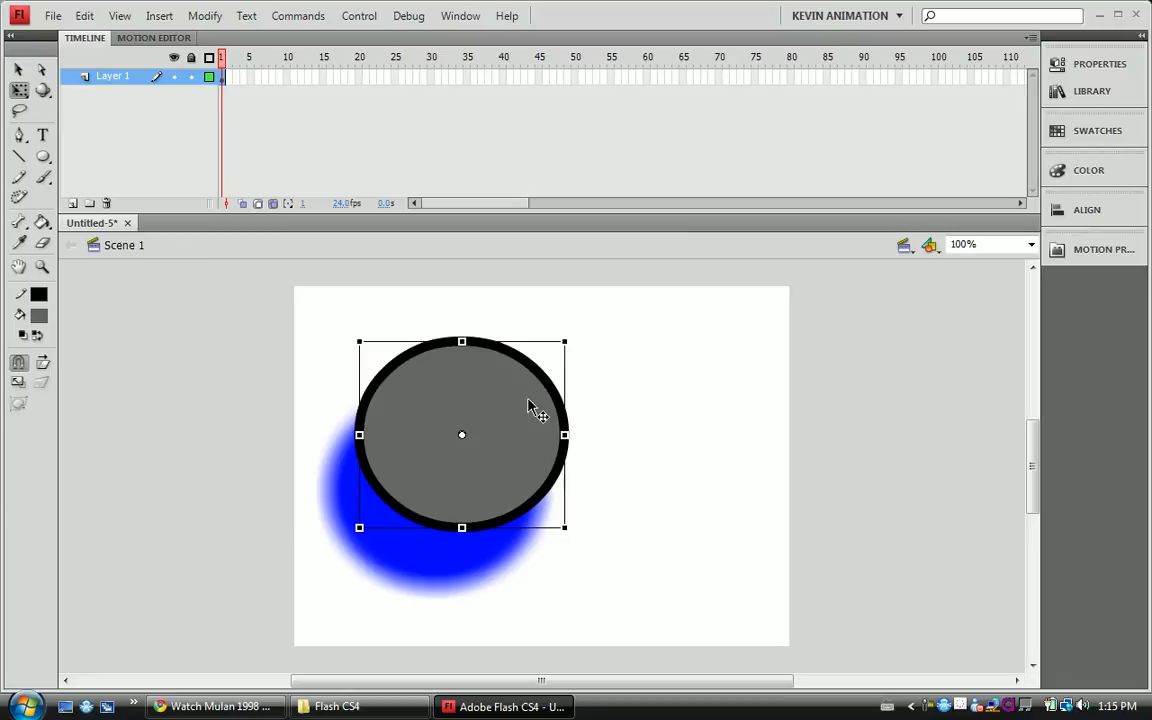 Fl File Edit View Insert Modify Text Commands Control Debug Window Help KEVIN ANIMATION
TIMELINE MOTION EDITOR
1 5 10 15 20 25 30 35 40 45 50 55 60 65 70 75 80 85 90 95 100 105 110
Layer 1
1 24.0fps 0.0s
PROPERTIES
LIBRARY
SWATCHES
COLOR
ALIGN
MOTION PR...
Untitled-5*
Scene 1 100%
T
Watch Mulan 1998 ... Flash CS4 Fl Adobe Flash CS4 - U... 1:15 PM